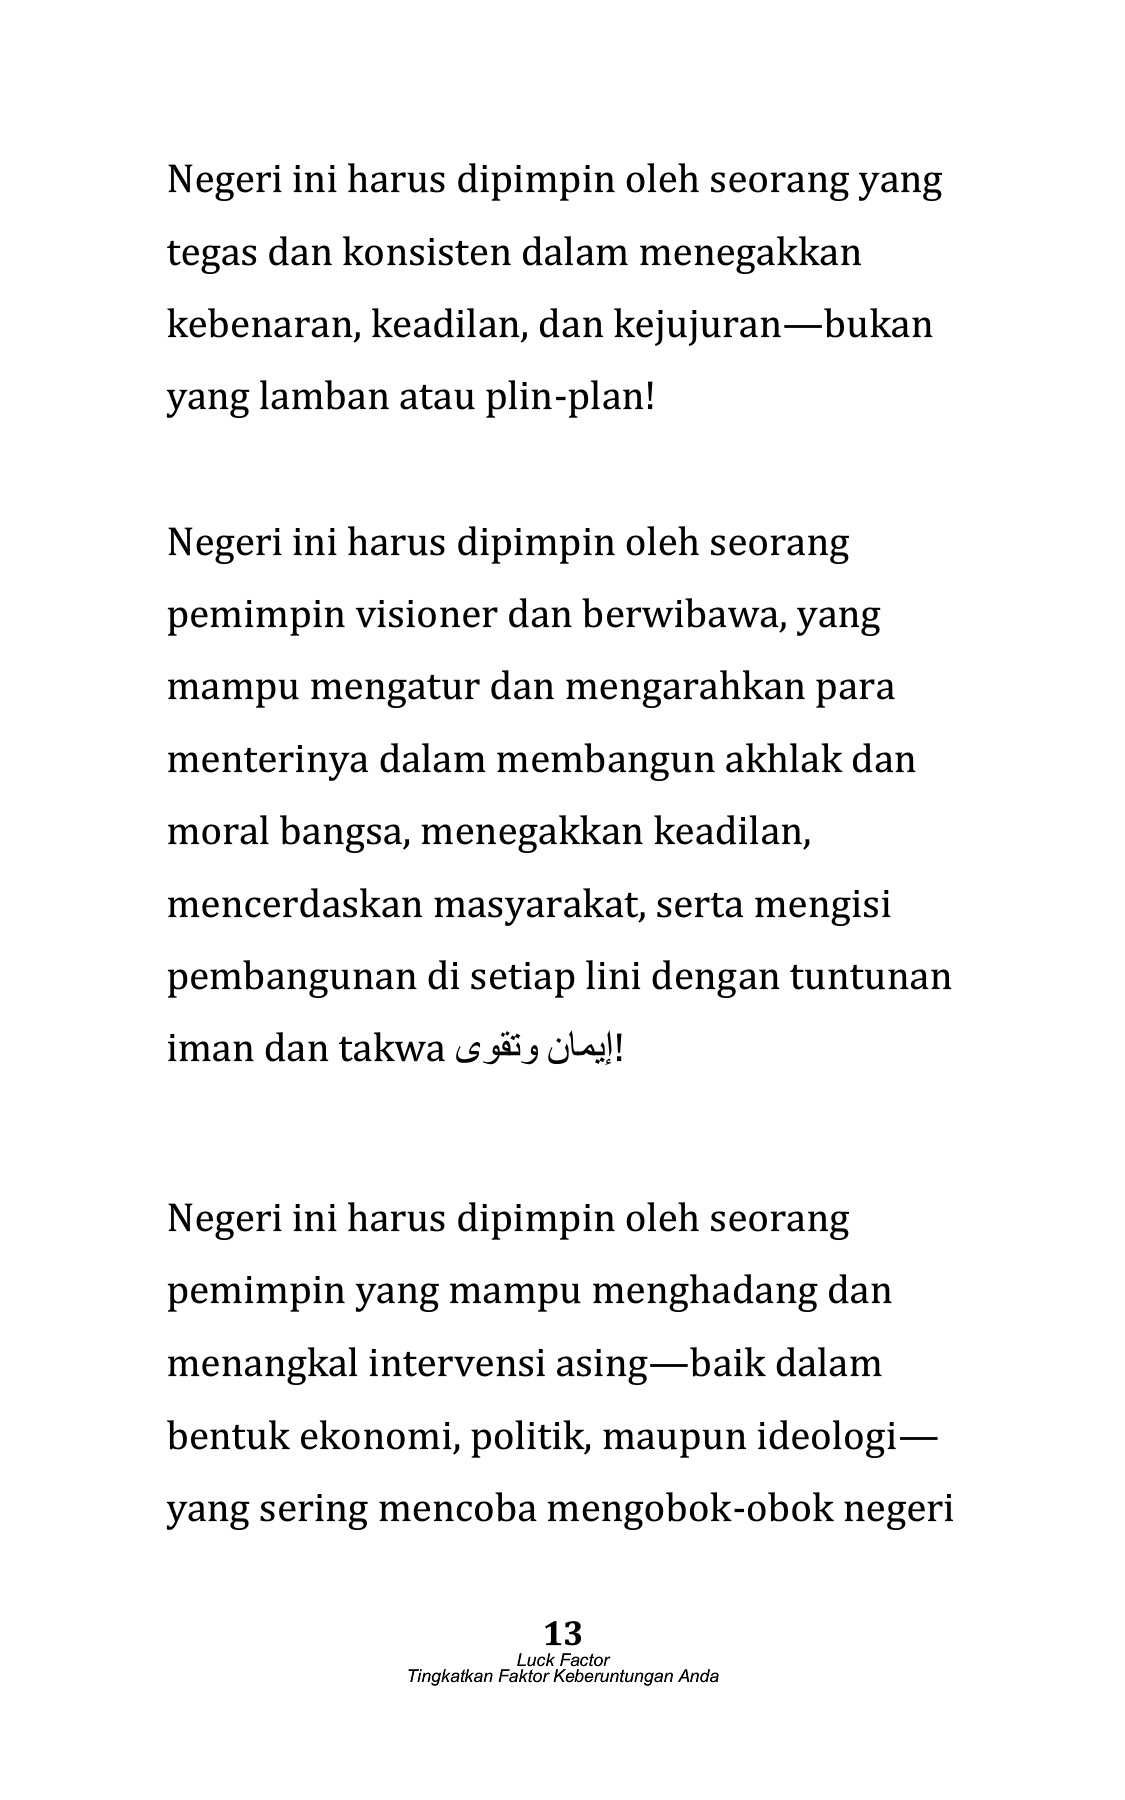 Negeri ini harus dipimpin oleh seorang yang
tegas dan konsisten dalam menegakkan
kebenaran, keadilan, dan kejujuran—bukan
yang lamban atau plin-plan!
Negeri ini harus dipimpin oleh seorang
pemimpin visioner dan berwibawa, yang
mampu mengatur dan mengarahkan para
menterinya dalam membangun akhlak dan
moral bangsa, menegakkan keadilan,
mencerdaskan masyarakat, serta mengisi
pembangunan di setiap lini dengan tuntunan
iman dan takwa إيمان وتقوى!
Negeri ini harus dipimpin oleh seorang
pemimpin yang mampu menghadang dan
menangkal intervensi asing—baik dalam
bentuk ekonomi, politik, maupun ideologi—
yang sering mencoba mengobok-obok negeri
13
Luck Factor
Tingkatkan Faktor Keberuntungan Anda